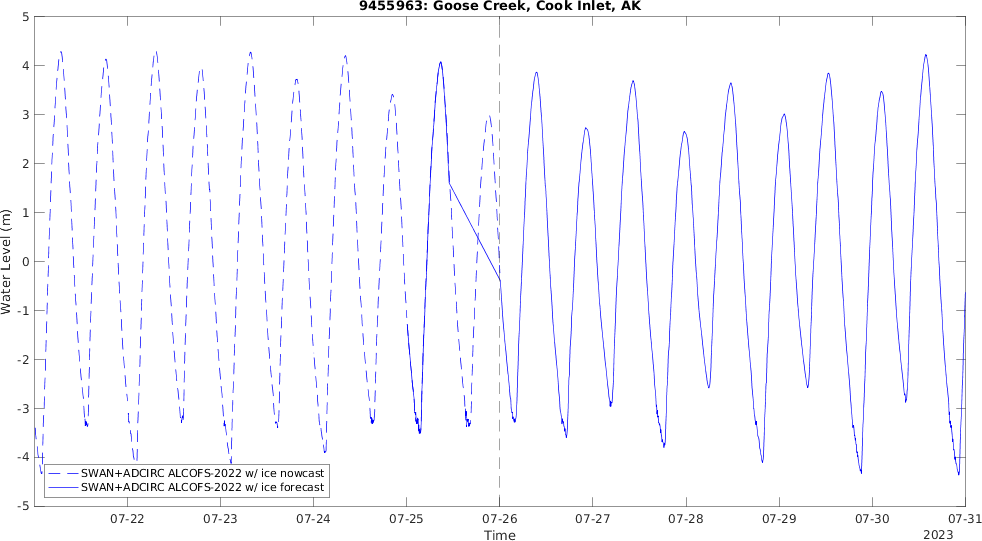 9455963: Goose Creek, Cook Inlet, AK
5
4
3
2
1
0
-1
-2
-3
-4
-5
Water Level (m)
SWAN+ADCIRC ALCOFS-2022 w/ ice nowcast
SWAN+ADCIRC ALCOFS-2022 w/ ice forecast
07-22 07-23 07-24 07-25 07-26 07-27 07-28 07-29 07-30 07-31
Time
2023